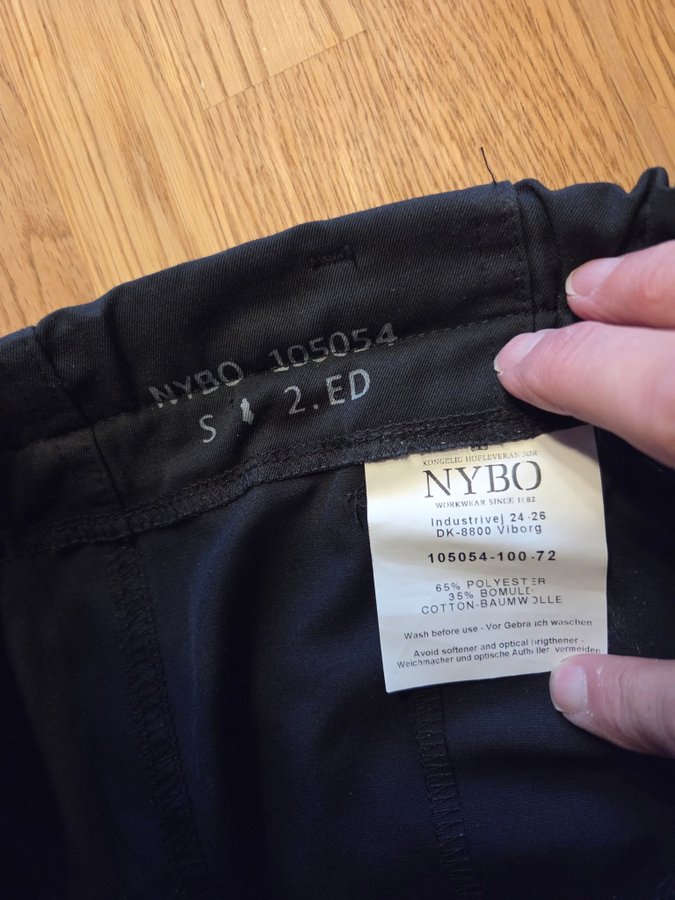 NYBO 105054
S 2.ED
KONGELIG HOFLEVERANDØR
NYBO
WORKWEAR SINCE 1882
Industrivej 24-26
DK-8800 Viborg
105054-100-72
65% POLYESTER
35% BOMULD
COTTON-BAUMWOLLE
Wash before use - Vor Gebrauch waschen
Avoid softener and optical brigthener -
Weichmacher und optische Aufheller vermeiden